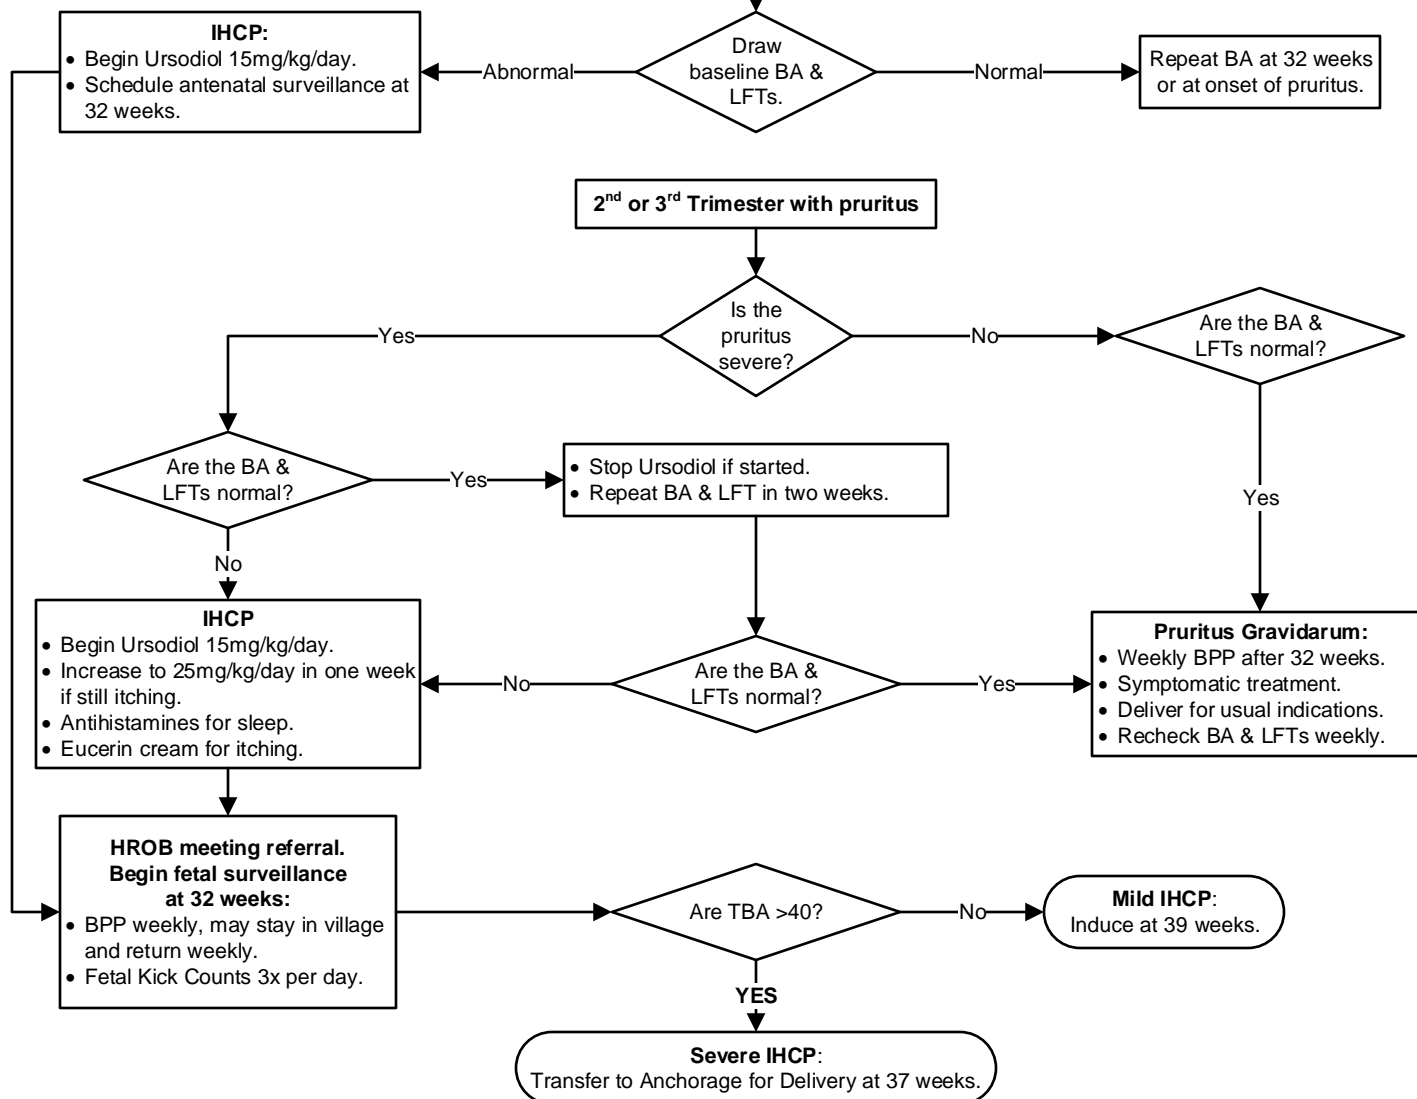 IHCP:
• Begin Ursodiol 15mg/kg/day.
• Schedule antenatal surveillance at
32 weeks.
Abnormal
Draw
baseline BA &
LFTs.
Normal
Repeat BA at 32 weeks
or at onset of pruritus.
2nd or 3rd Trimester with pruritus
Is the
pruritus
severe?
Yes
No
Are the BA &
LFTs normal?
Are the BA &
LFTs normal?
Yes
• Stop Ursodiol if started.
• Repeat BA & LFT in two weeks.
Yes
No
IHCP
• Begin Ursodiol 15mg/kg/day.
• Increase to 25mg/kg/day in one week
if still itching.
• Antihistamines for sleep.
• Eucerin cream for itching.
No
Are the BA &
LFTs normal?
Yes
Pruritus Gravidarum:
• Weekly BPP after 32 weeks.
• Symptomatic treatment.
• Deliver for usual indications.
• Recheck BA & LFTs weekly.
HROB meeting referral.
Begin fetal surveillance
at 32 weeks:
• BPP weekly, may stay in village
and return weekly.
• Fetal Kick Counts 3x per day.
Are TBA >40?
No
Mild IHCP:
Induce at 39 weeks.
YES
Severe IHCP:
Transfer to Anchorage for Delivery at 37 weeks.